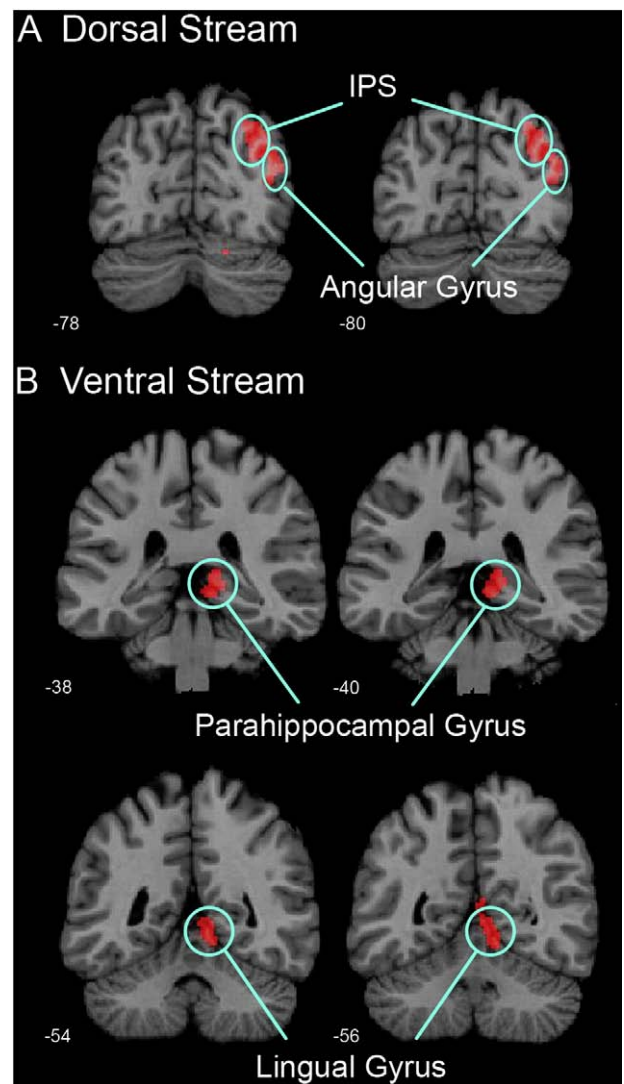 A Dorsal Stream
IPS
Angular Gyrus
-78
-80
B Ventral Stream
-38
-40
Parahippocampal Gyrus
-54
-56
Lingual Gyrus